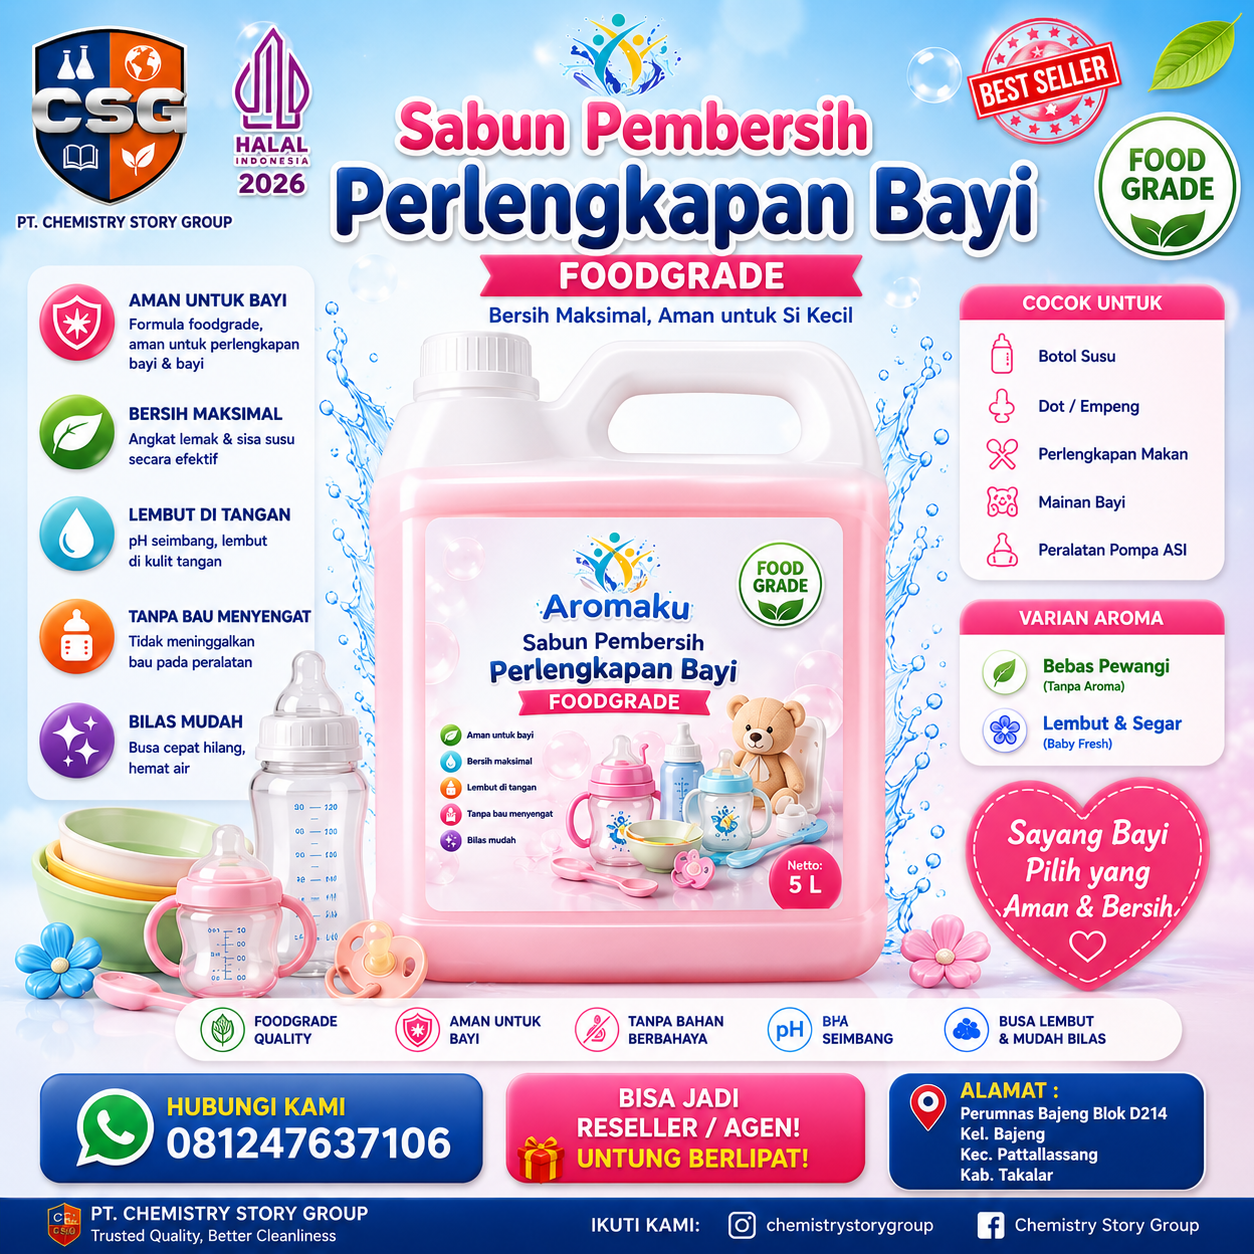 CSG
PT. CHEMISTRY STORY GROUP
HALAL
INDONESIA
2026
Sabun Pembersih
Perlengkapan Bayi
FOODGRADE
Bersih Maksimal, Aman untuk Si Kecil
BEST SELLER
FOOD
GRADE
AMAN UNTUK BAYI
Formula foodgrade,
aman untuk perlengkapan
bayi & bayi
BERSIH MAKSIMAL
Angkat lemak & sisa susu
secara efektif
LEMBUT DI TANGAN
pH seimbang, lembut
di kulit tangan
TANPA BAU MENYENGAT
Tidak meninggalkan
bau pada peralatan
BILAS MUDAH
Busa cepat hilang,
hemat air
Aromaku
Sabun Pembersih
Perlengkapan Bayi
FOODGRADE
FOOD
GRADE
Aman untuk bayi
Bersih maksimal
Lembut di tangan
Tanpa bau menyengat
Bilas mudah
Netto:
5 L
COCOK UNTUK
Botol Susu
Dot / Empeng
Perlengkapan Makan
Mainan Bayi
Peralatan Pompa ASI
VARIAN AROMA
Bebas Pewangi
(Tanpa Aroma)
Lembut & Segar
(Baby Fresh)
Sayang Bayi
Pilih yang
Aman & Bersih
FOODGRADE
QUALITY
AMAN UNTUK
BAYI
TANPA BAHAN
BERBAHAYA
pH
SEIMBANG
BUSA LEMBUT
& MUDAH BILAS
HUBUNGI KAMI
081247637106
BISA JADI
RESELLER / AGEN!
UNTUNG BERLIPAT!
ALAMAT :
Perumnas Bajeng Blok D214
Kel. Bajeng
Kec. Pattallassang
Kab. Takalar
PT. CHEMISTRY STORY GROUP
Trusted Quality, Better Cleanliness
IKUTI KAMI:
chemistrystorygroup
Chemistry Story Group